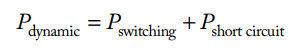 P_dynamic = P_switching + P_short circuit